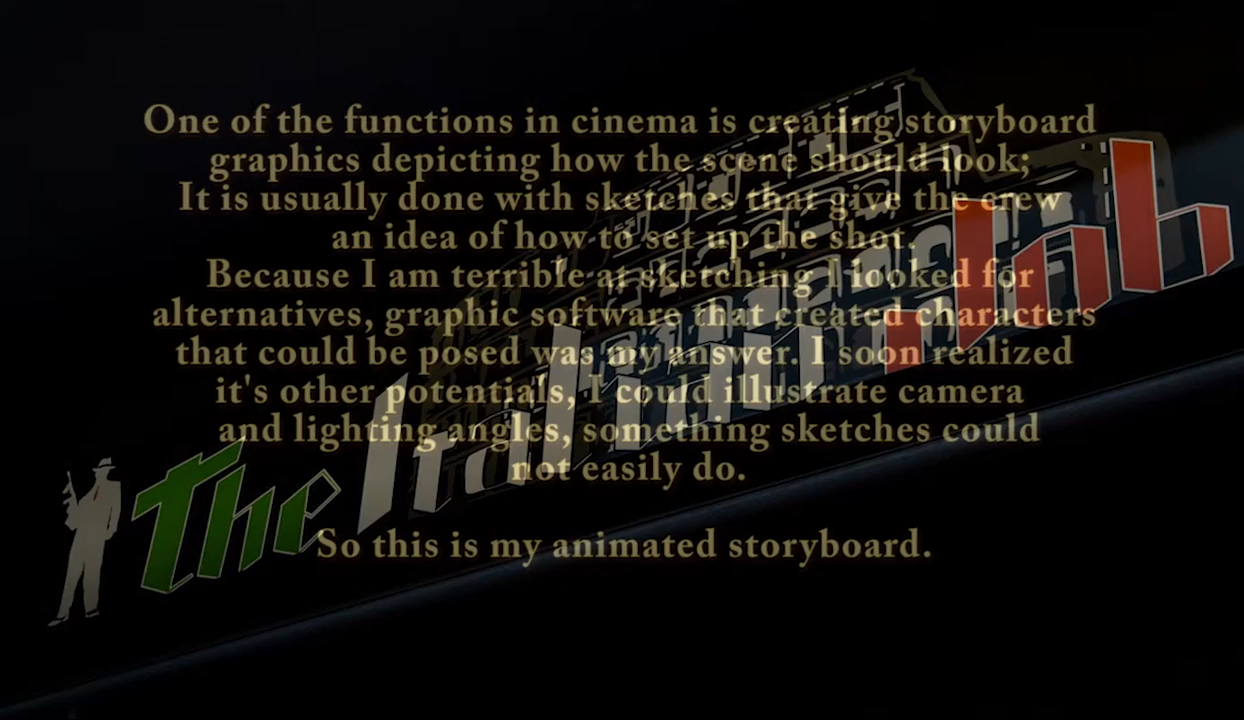 One of the functions in cinema is creating storyboard
graphics depicting how the scene should look;
It is usually done with sketches that give the crew
an idea of how to set up the shot.
Because I am terrible at sketching I looked for
alternatives, graphic software that created characters
that could be posed was my answer. I soon realized
it's other potentials, I could illustrate camera
and lighting angles, something sketches could
not easily do.
So this is my animated storyboard.
the Italian Job